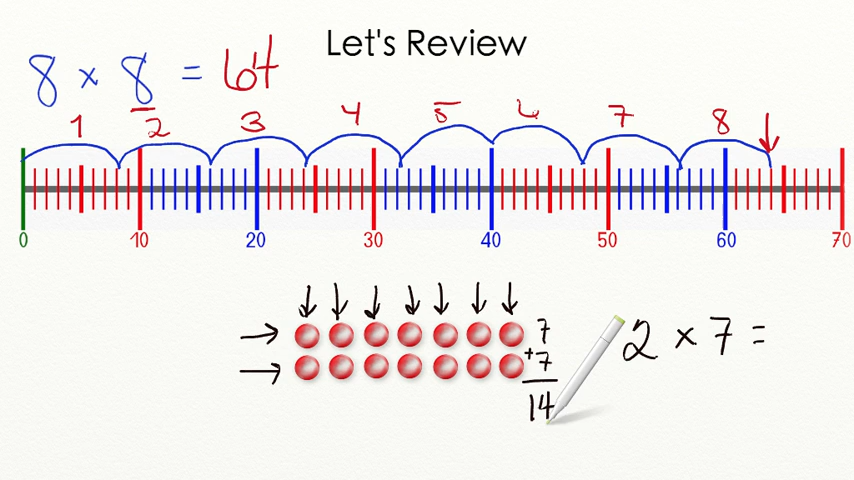 Let's Review
8 × 8 = 64
1 2 3 4 5 6 7 8
0 10 20 30 40 50 60 70
7
+7
14
2 × 7 =